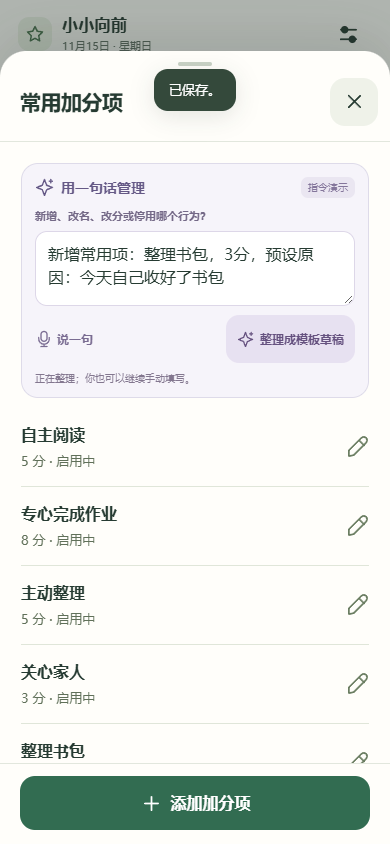 小小向前
11月15日 · 星期日
已保存。
常用加分项
用一句话管理
指令演示
新增、改名、改分或停用哪个行为?
新增常用项：整理书包，3分，预设原
因：今天自己收好了书包
说一句
整理成模板草稿
正在整理；你也可以继续手动填写。
自主阅读
5 分 · 启用中
专心完成作业
8 分 · 启用中
主动整理
5 分 · 启用中
关心家人
3 分 · 启用中
整理书包
添加加分项